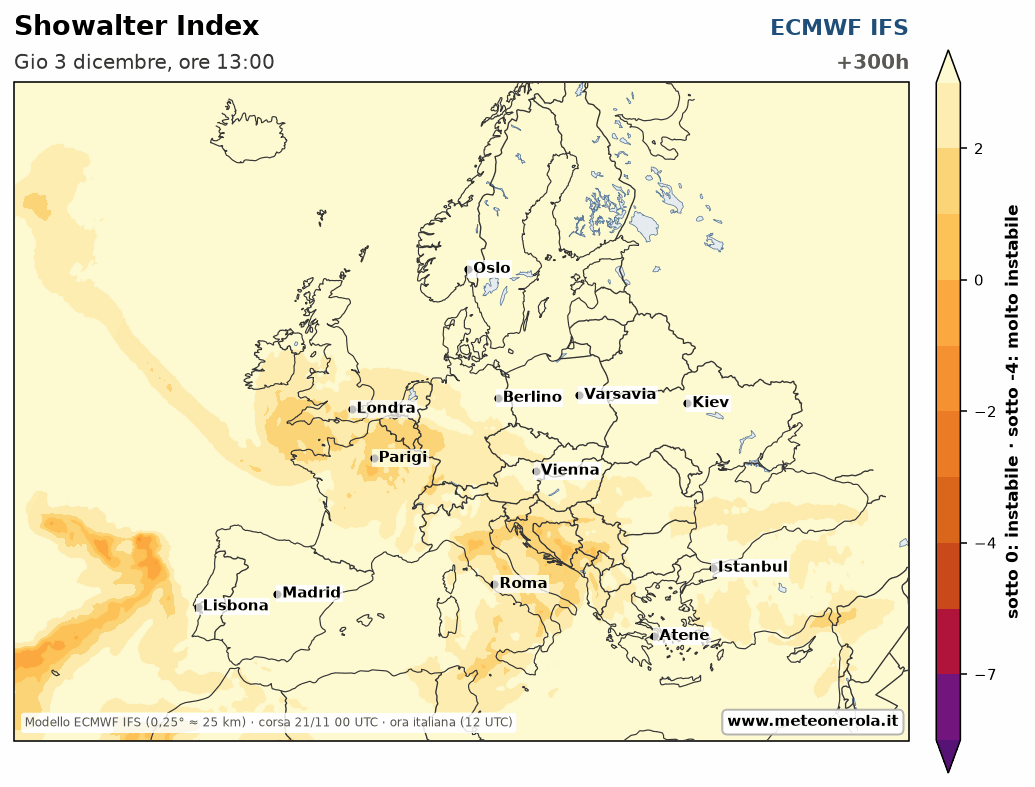 Showalter Index
ECMWF IFS
Gio 3 dicembre, ore 13:00
+300h
2
0
−2
−4
−7
sotto 0: instabile · sotto -4: molto instabile
Oslo
Berlino
Varsavia
Kiev
Londra
Parigi
Vienna
Istanbul
Roma
Madrid
Lisbona
Atene
Modello ECMWF IFS (0,25° ≈ 25 km) · corsa 21/11 00 UTC · ora italiana (12 UTC)
www.meteonerola.it